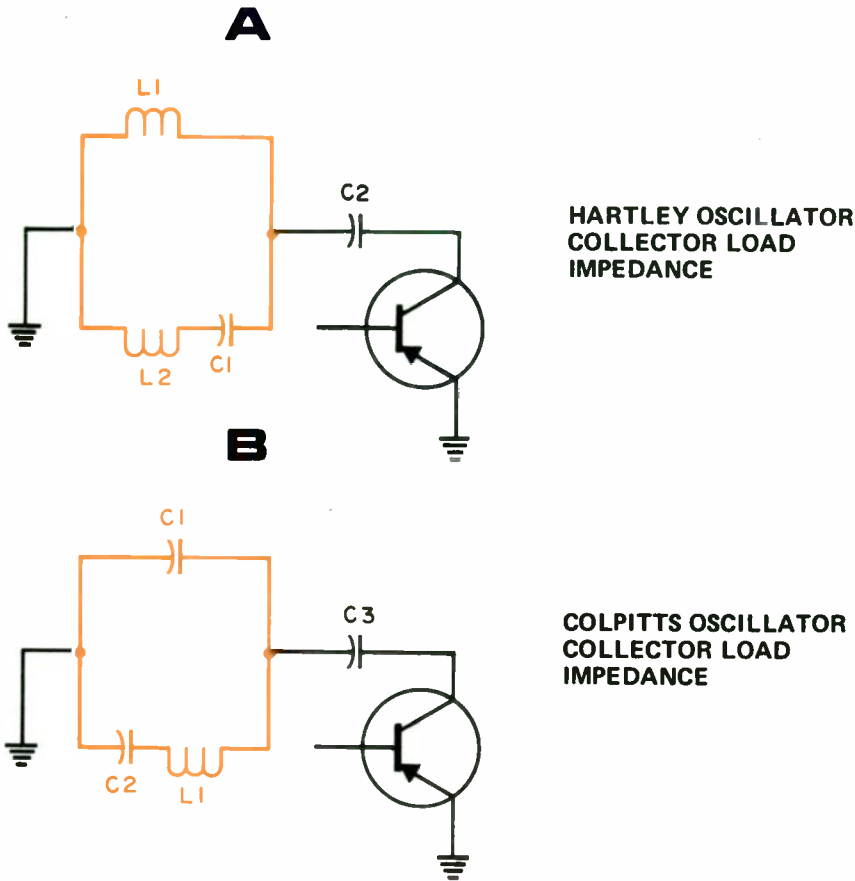 A
L1
C2
HARTLEY OSCILLATOR
COLLECTOR LOAD
IMPEDANCE
L2
C1
B
C1
C3
COLPITTS OSCILLATOR
COLLECTOR LOAD
IMPEDANCE
C2
L1